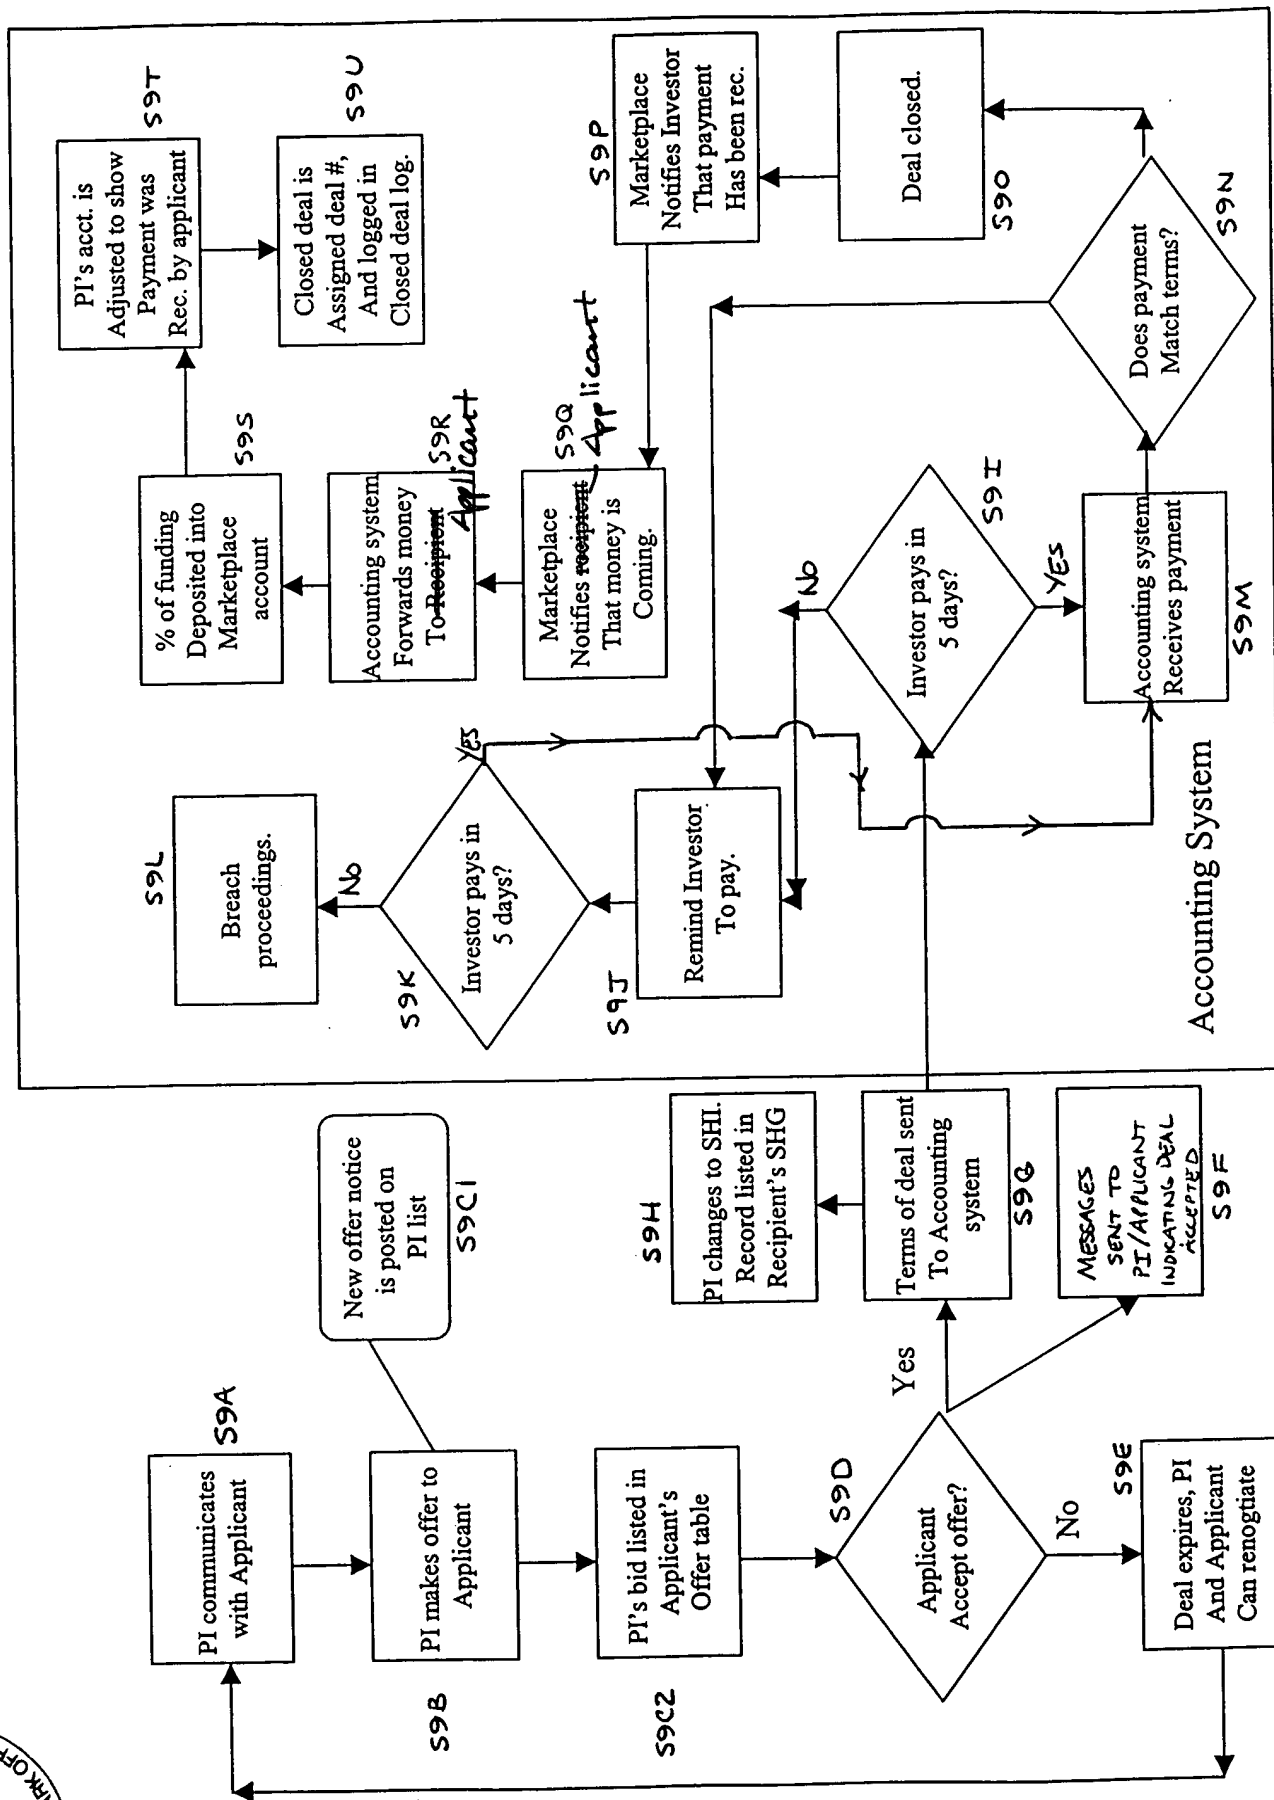 PI communicates
with Applicant
S9A
PI makes offer to
Applicant
S9B
New offer notice
is posted on
PI list
S9C1
PI's bid listed in
Applicant's
Offer table
S9C2
Applicant
Accept offer?
S9D
Yes
No
Deal expires, PI
And Applicant
Can renogtiate
S9E
MESSAGES
SENT TO
PI/APPLICANT
INDICATING DEAL
ACCEPTED
S9F
Terms of deal sent
To Accounting
system
S9G
PI changes to SHI.
Record listed in
Recipient's SHG
S9H
Accounting System
Investor pays in
5 days?
S9I
NO
YES
Remind Investor
To pay.
S9J
Investor pays in
5 days?
S9K
YES
NO
Breach
proceedings.
S9L
Accounting system
Receives payment
S9M
Does payment
Match terms?
S9N
Deal closed.
S9O
Marketplace
Notifies Investor
That payment
Has been rec.
S9P
Marketplace
Notifies recipient Applicant
That money is
Coming.
S9Q
Accounting system
Forwards money
To Recipient Applicant
S9R
% of funding
Deposited into
Marketplace
account
S9S
PI's acct. is
Adjusted to show
Payment was
Rec. by applicant
S9T
Closed deal is
Assigned deal #,
And logged in
Closed deal log.
S9U